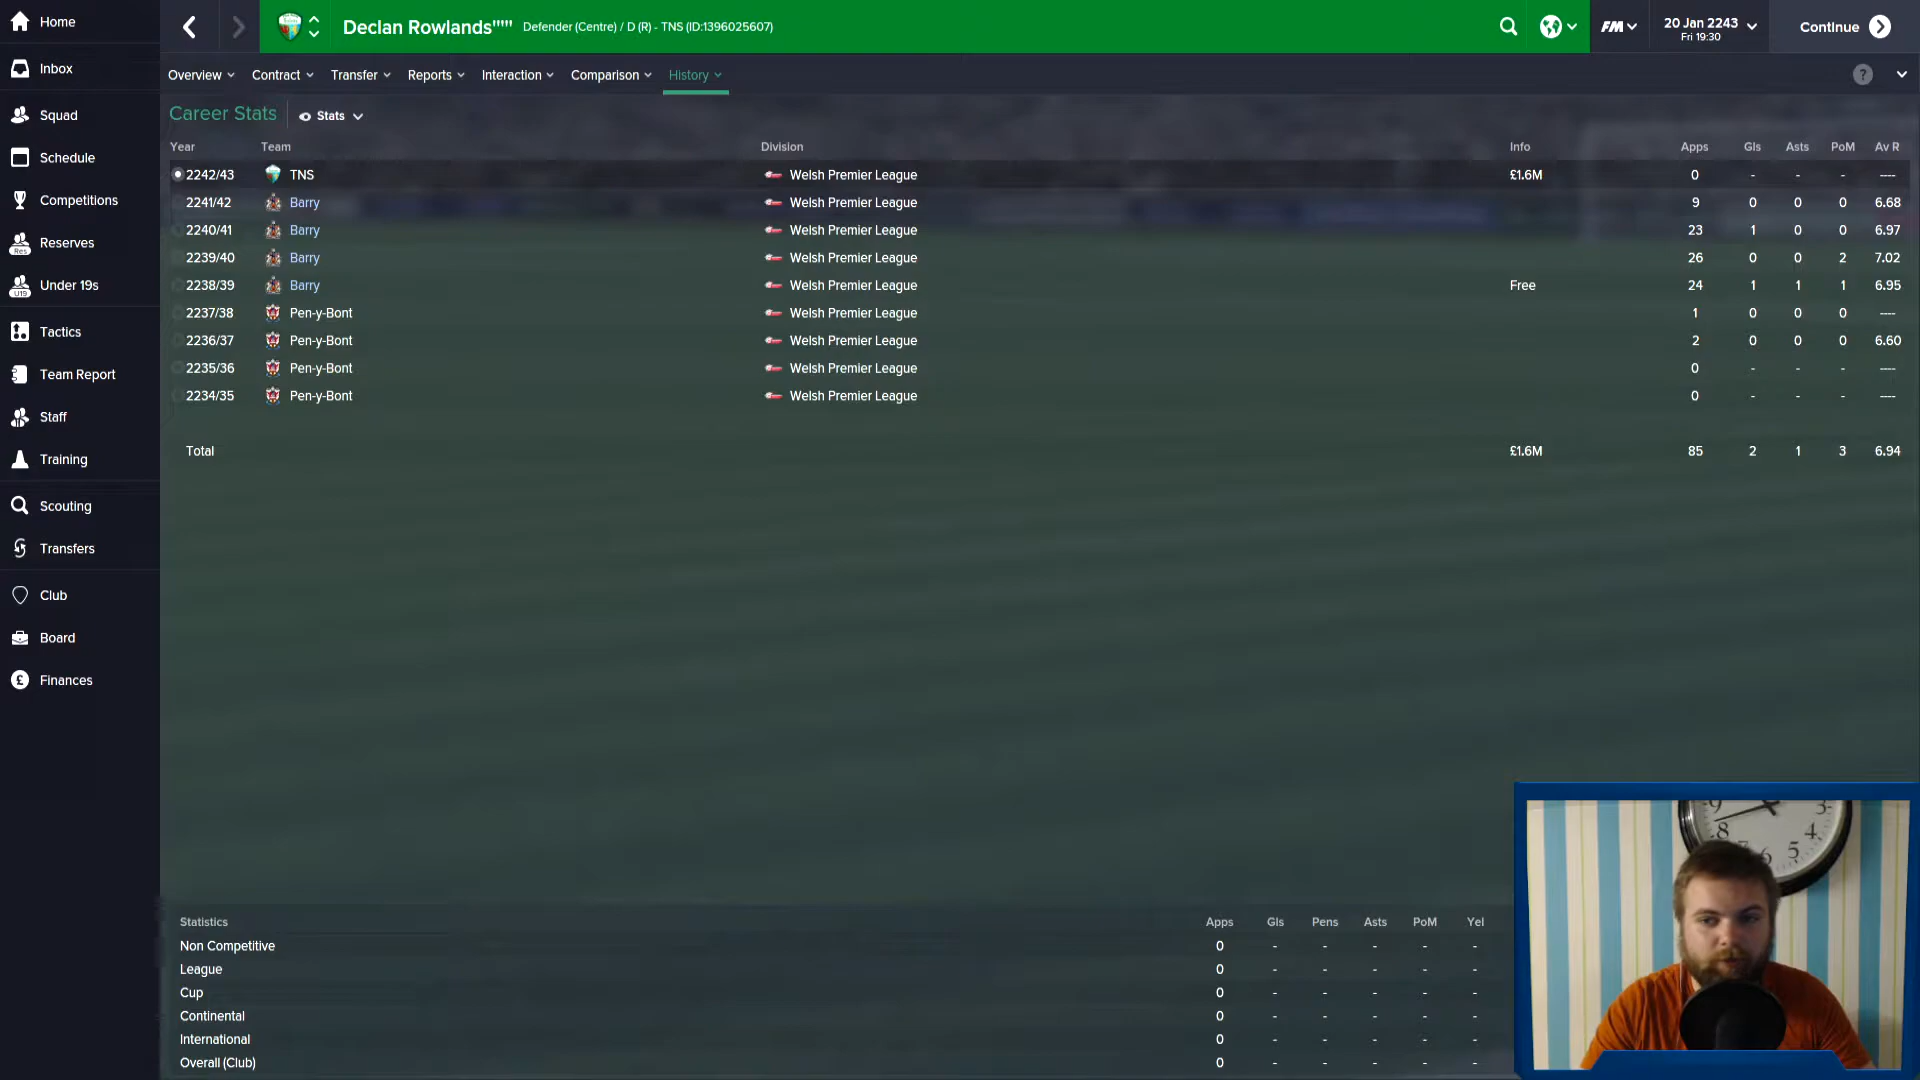 Home
Declan Rowlands''''' Defender (Centre) / D (R) - TNS (ID:1396025607)
FM
20 Jan 2243
Fri 19:30
Continue
Inbox
Overview Contract Transfer Reports Interaction Comparison History
?
Squad
Career Stats Stats
Schedule
Competitions
Reserves
Res
Under 19s
U19
Tactics
Team Report
Staff
Training
Scouting
Transfers
Club
Board
£ Finances
Year Team Division Info Apps Gls Asts PoM Av R
2242/43 TNS Welsh Premier League £1.6M 0 - - - ----
2241/42 Barry Welsh Premier League 9 0 0 0 6.68
2240/41 Barry Welsh Premier League 23 1 0 0 6.97
2239/40 Barry Welsh Premier League 26 0 0 2 7.02
2238/39 Barry Welsh Premier League Free 24 1 1 1 6.95
2237/38 Pen-y-Bont Welsh Premier League 1 0 0 0 ----
2236/37 Pen-y-Bont Welsh Premier League 2 0 0 0 6.60
2235/36 Pen-y-Bont Welsh Premier League 0 - - - ----
2234/35 Pen-y-Bont Welsh Premier League 0 - - - ----
Total £1.6M 85 2 1 3 6.94
Statistics Apps Gls Pens Asts PoM Yel
Non Competitive 0 - - - - -
League 0 - - - - -
Cup 0 - - - - -
Continental 0 - - - - -
International 0 - - - - -
Overall (Club) 0 - - - - -
9 3
8 4
6 5